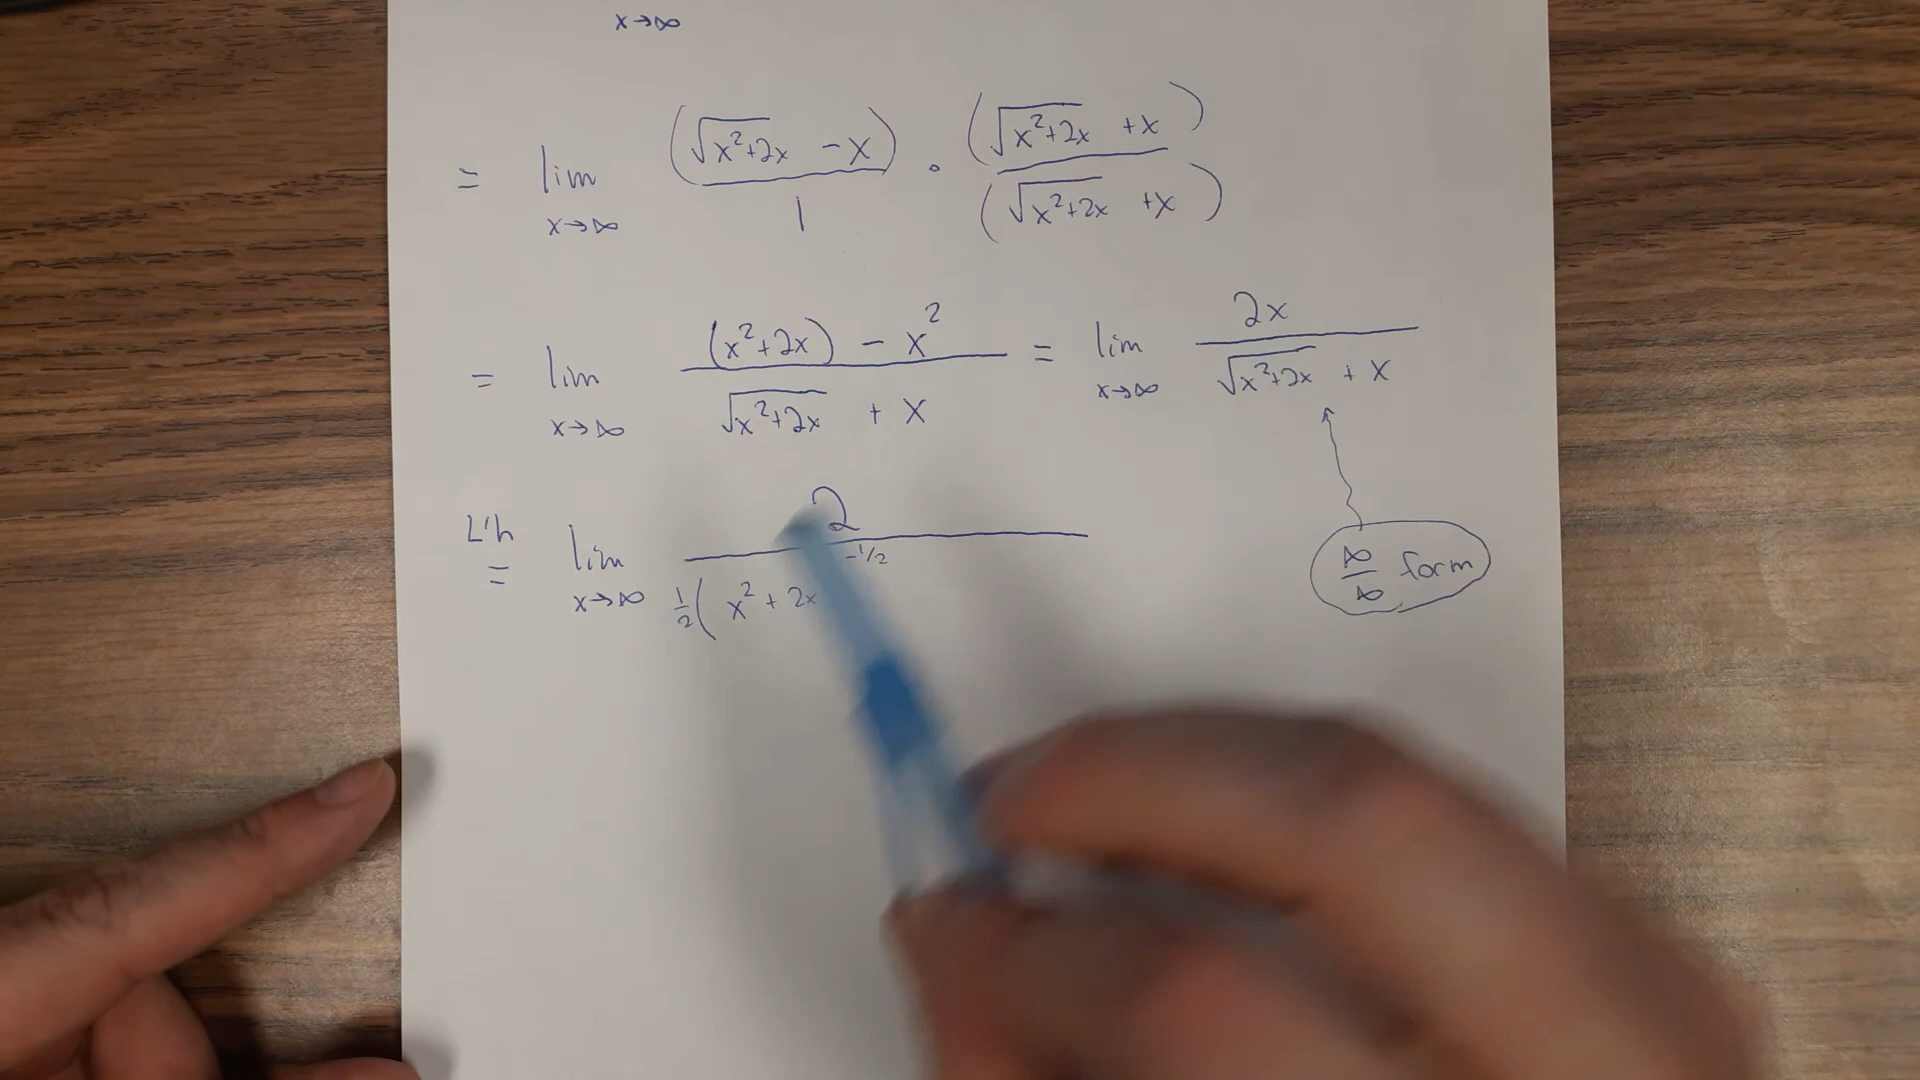 x→∞
= lim x→∞ (√(x²+2x) - x)/1 · (√(x²+2x) + x)/(√(x²+2x) + x)
= lim x→∞ ((x²+2x) - x²)/(√(x²+2x) + x) = lim x→∞ 2x/(√(x²+2x) + x)
L'h = lim x→∞ 2/(½(x² + 2x -1/2
∞/∞ form